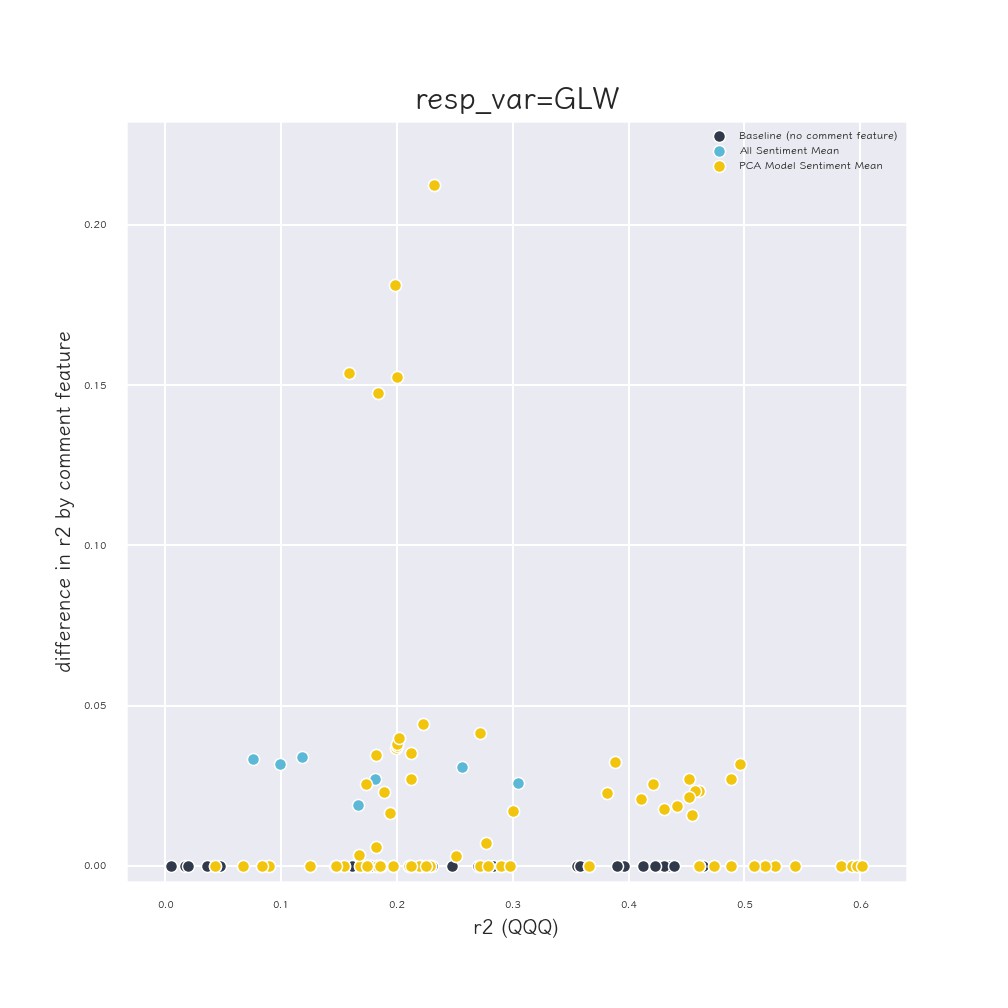 resp_var=GLW
Baseline (no comment feature)
All Sentiment Mean
PCA Model Sentiment Mean
difference in r2 by comment feature
0.20
0.15
0.10
0.05
0.00
0.0 0.1 0.2 0.3 0.4 0.5 0.6
r2 (QQQ)